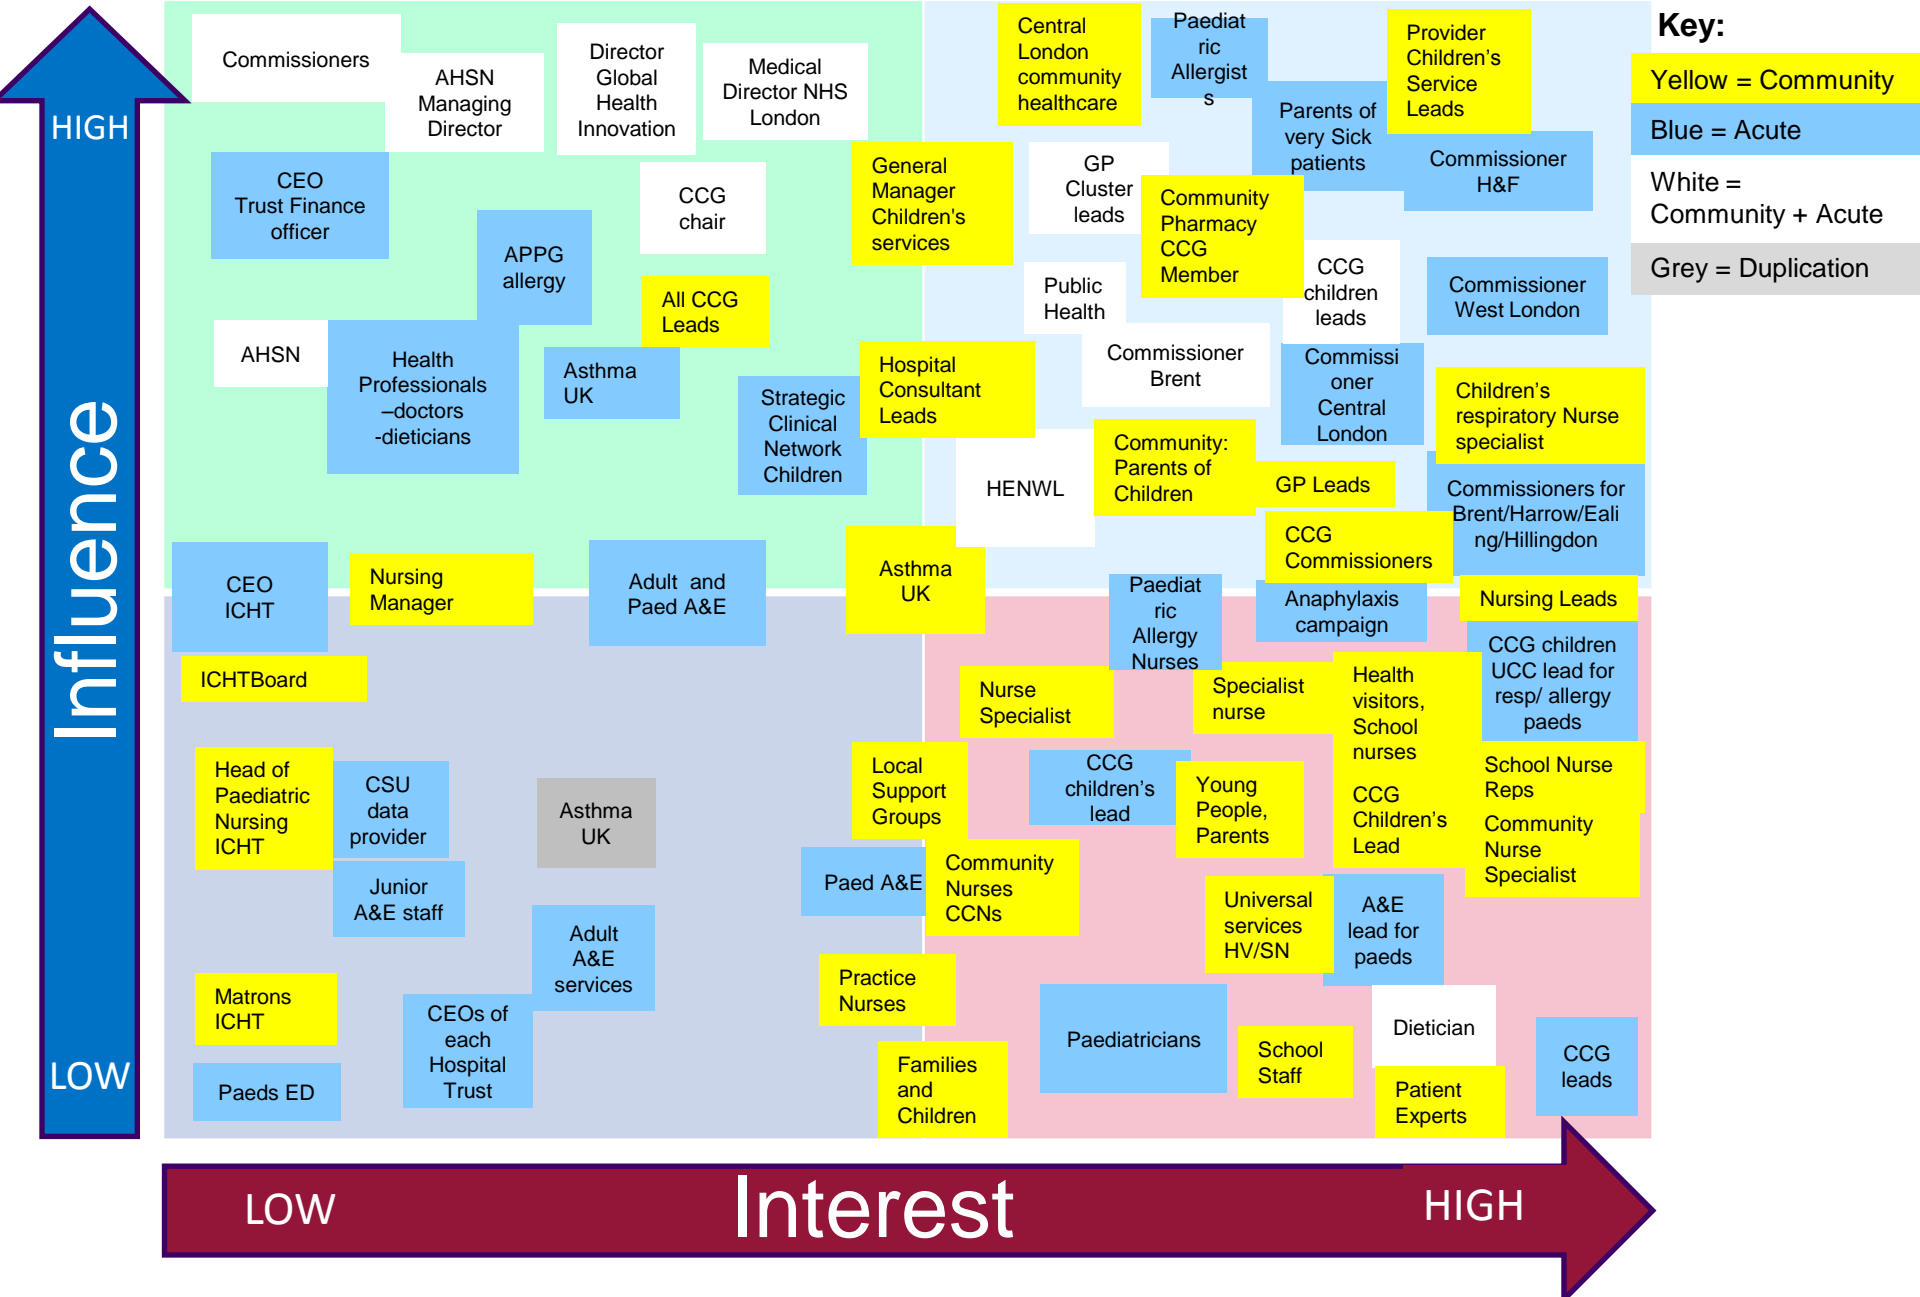 Commissioners
AHSN
Managing
Director
Director
Global
Health
Innovation
Medical
Director NHS
London
Central
London
community
healthcare
Paediat
ric
Allergist
s
Provider
Children's
Service
Leads
Key:
Yellow = Community
Blue = Acute
White =
Community + Acute
Grey = Duplication
HIGH
Influence
LOW
CEO
Trust Finance
officer
CCG
chair
General
Manager
Children's
services
GP
Cluster
leads
Parents of
very Sick
patients
Commissioner
H&F
APPG
allergy
Community
Pharmacy
CCG
Member
All CCG
Leads
Public
Health
CCG
children
leads
Commissioner
West London
AHSN
Health
Professionals
–doctors
-dieticians
Asthma
UK
Strategic
Clinical
Network
Children
Hospital
Consultant
Leads
Commissioner
Brent
Commissi
oner
Central
London
Children’s
respiratory Nurse
specialist
HENWL
Community:
Parents of
Children
GP Leads
Commissioners for
Brent/Harrow/Eali
ng/Hillingdon
CCG
Commissioners
CEO
ICHT
Nursing
Manager
Adult and
Paed A&E
Asthma
UK
Paediat
ric
Allergy
Nurses
Anaphylaxis
campaign
Nursing Leads
ICHTBoard
Nurse
Specialist
Specialist
nurse
Health
visitors,
School
nurses
CCG children
UCC lead for
resp/ allergy
paeds
Head of
Paediatric
Nursing
ICHT
CSU
data
provider
Asthma
UK
Local
Support
Groups
CCG
children’s
lead
Young
People,
Parents
CCG
Children’s
Lead
School Nurse
Reps
Community
Nurse
Specialist
Junior
A&E staff
Paed A&E
Community
Nurses
CCNs
Universal
services
HV/SN
A&E
lead for
paeds
Adult
A&E
services
Practice
Nurses
Matrons
ICHT
CEOs of
each
Hospital
Trust
Paeds ED
Families
and
Children
Paediatricians
School
Staff
Dietician
Patient
Experts
CCG
leads
LOW
Interest
HIGH